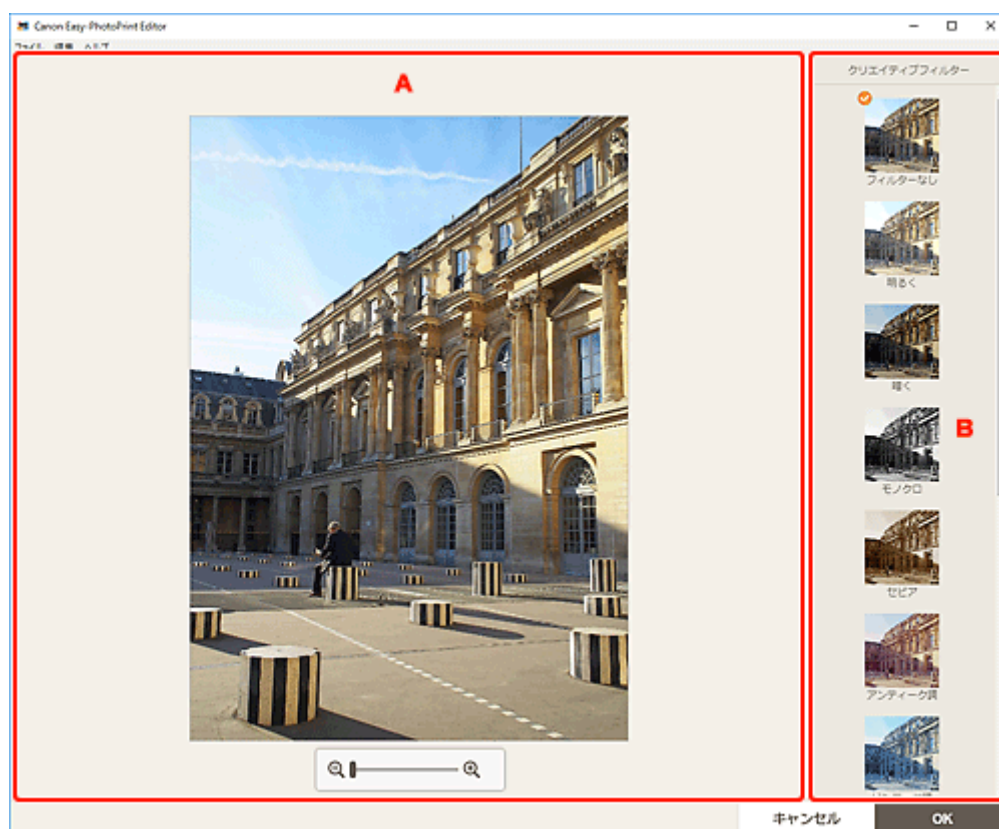 Canon Easy-PhotoPrint Editor
A
クリエイティブフィルター
フィルターなし
明るく
暗く
B
モノクロ
セピア
アンティーク調
キャンセル
OK